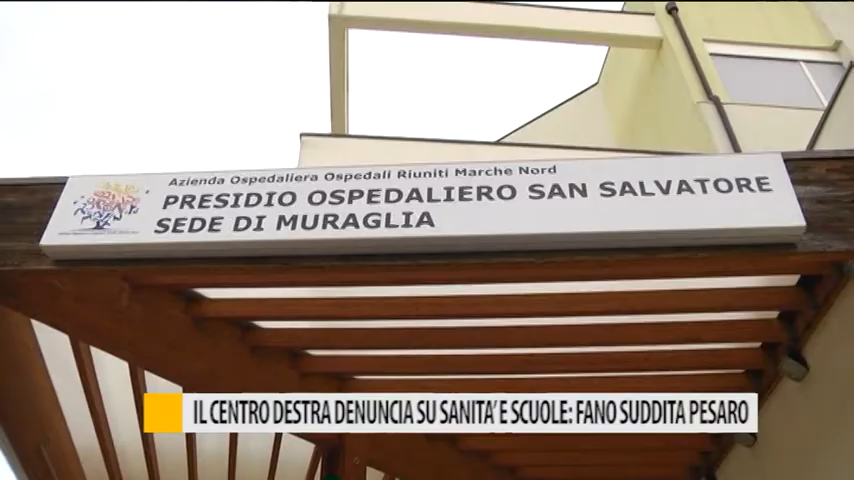 Azienda Ospedaliera Ospedali Riuniti Marche Nord
PRESIDIO OSPEDALIERO SAN SALVATORE
SEDE DI MURAGLIA
IL CENTRO DESTRA DENUNCIA SU SANITA' E SCUOLE: FANO SUDDITA PESARO